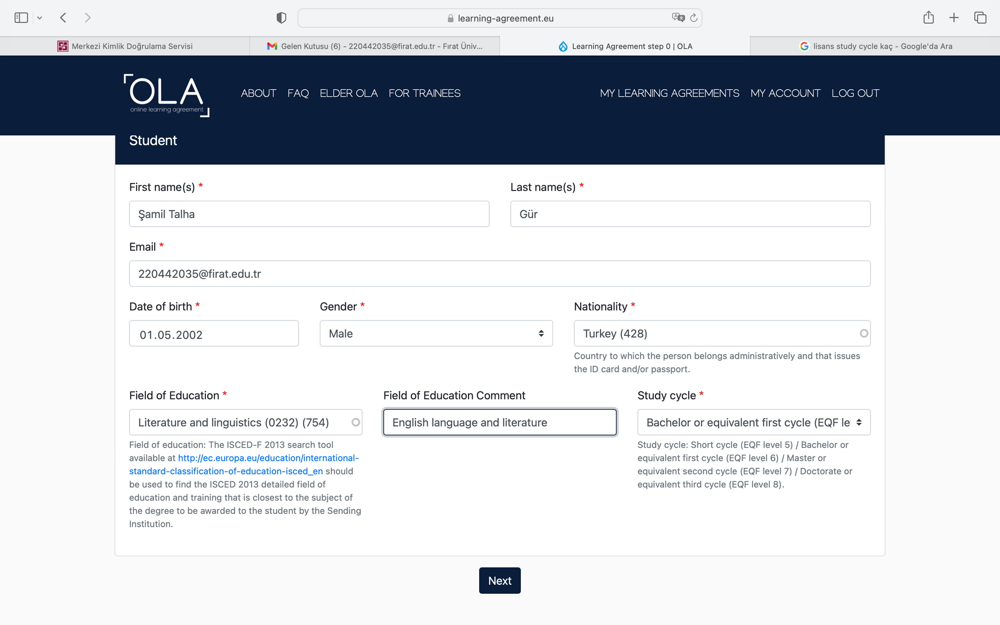 learning-agreement.eu
Merkezi Kimlik Doğrulama Servisi
Gelen Kutusu (6) - 220442035@firat.edu.tr - Fırat Üniv...
Learning Agreement step 0 | OLA
lisans study cycle kaç - Google'da Ara
OLA
online learning agreement
ABOUT FAQ ELDER OLA FOR TRAINEES
MY LEARNING AGREEMENTS MY ACCOUNT LOG OUT
Student
First name(s) *
Last name(s) *
Şamil Talha
Gür
Email *
220442035@firat.edu.tr
Date of birth *
Gender *
Nationality *
01.05.2002
Male
Turkey (428)
Country to which the person belongs administratively and that issues
the ID card and/or passport.
Field of Education *
Field of Education Comment
Study cycle *
Literature and linguistics (0232) (754)
English language and literature
Bachelor or equivalent first cycle (EQF le
Field of education: The ISCED-F 2013 search tool
available at http://ec.europa.eu/education/international-
standard-classification-of-education-isced_en should
be used to find the ISCED 2013 detailed field of
education and training that is closest to the subject of
the degree to be awarded to the student by the Sending
Institution.
Study cycle: Short cycle (EQF level 5) / Bachelor or
equivalent first cycle (EQF level 6) / Master or
equivalent second cycle (EQF level 7) / Doctorate or
equivalent third cycle (EQF level 8).
Next